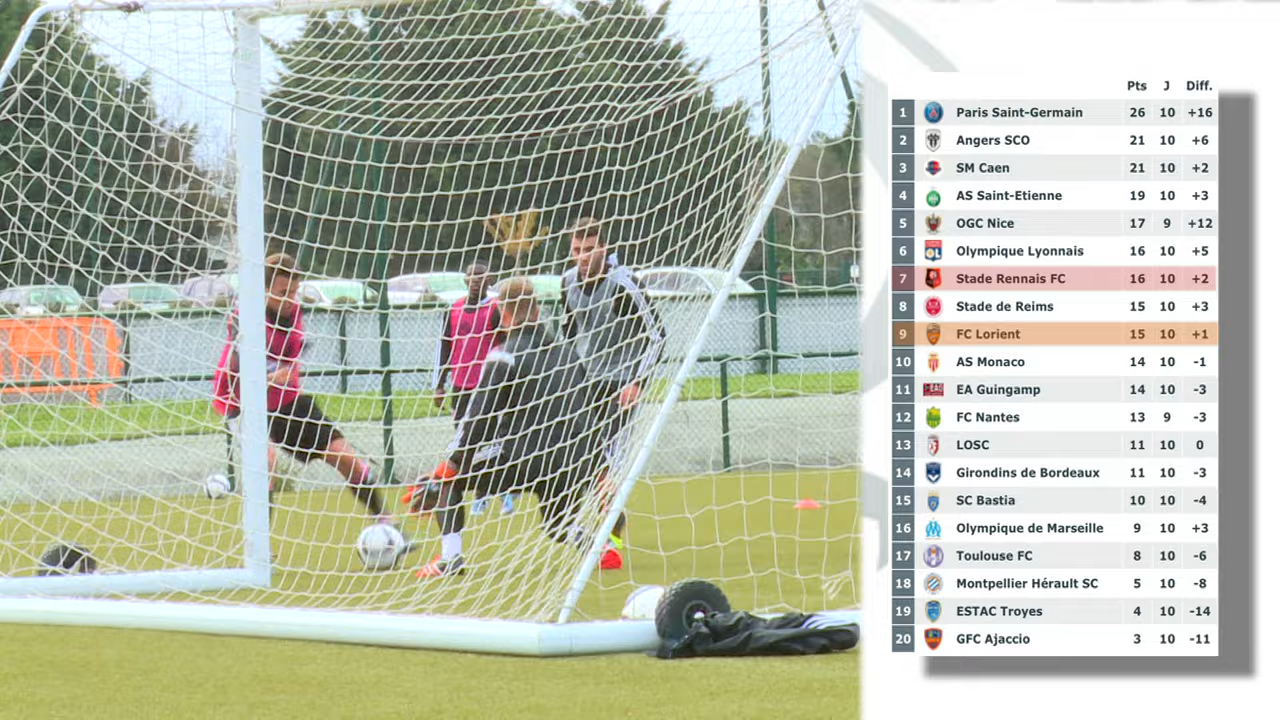 Pts J Diff.
1 Paris Saint-Germain 26 10 +16
2 Angers SCO 21 10 +6
3 SM Caen 21 10 +2
4 AS Saint-Etienne 19 10 +3
5 OGC Nice 17 9 +12
6 Olympique Lyonnais 16 10 +5
7 Stade Rennais FC 16 10 +2
8 Stade de Reims 15 10 +3
9 FC Lorient 15 10 +1
10 AS Monaco 14 10 -1
11 EA Guingamp 14 10 -3
12 FC Nantes 13 9 -3
13 LOSC 11 10 0
14 Girondins de Bordeaux 11 10 -3
15 SC Bastia 10 10 -4
16 Olympique de Marseille 9 10 +3
17 Toulouse FC 8 10 -6
18 Montpellier Hérault SC 5 10 -8
19 ESTAC Troyes 4 10 -14
20 GFC Ajaccio 3 10 -11